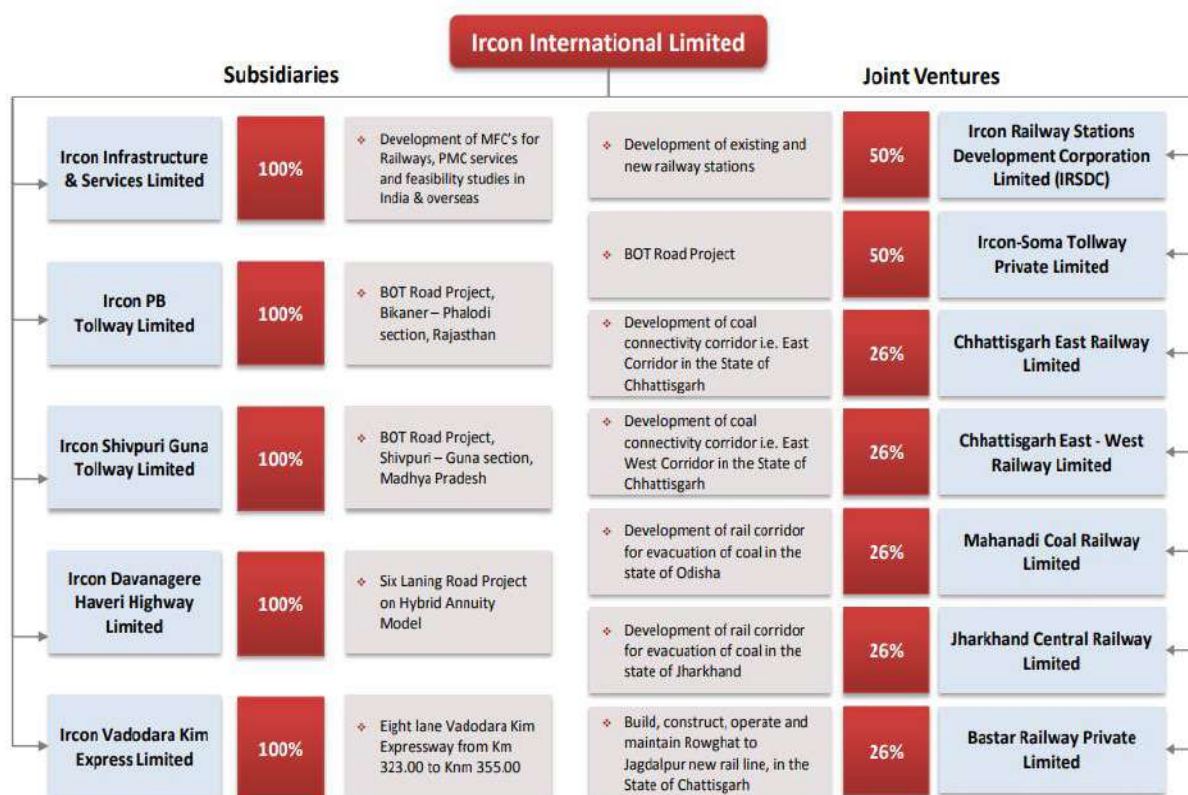 Ircon International Limited
Subsidiaries
Joint Ventures
Ircon Infrastructure
& Services Limited
100%
❖ Development of MFC's for
Railways, PMC services
and feasibility studies in
India & overseas
Ircon PB
Tollway Limited
100%
❖ BOT Road Project,
Bikaner – Phalodi
section, Rajasthan
Ircon Shivpuri Guna
Tollway Limited
100%
❖ BOT Road Project,
Shivpuri – Guna section,
Madhya Pradesh
Ircon Davanagere
Haveri Highway
Limited
100%
❖ Six Laning Road Project
on Hybrid Annuity
Model
Ircon Vadodara Kim
Express Limited
100%
❖ Eight lane Vadodara Kim
Expressway from Km
323.00 to Knm 355.00
❖ Development of existing and
new railway stations
50%
Ircon Railway Stations
Development Corporation
Limited (IRSDC)
❖ BOT Road Project
50%
Ircon-Soma Tollway
Private Limited
❖ Development of coal
connectivity corridor i.e. East
Corridor in the State of
Chhattisgarh
26%
Chhattisgarh East Railway
Limited
❖ Development of coal
connectivity corridor i.e. East
West Corridor in the State of
Chhattisgarh
26%
Chhattisgarh East - West
Railway Limited
❖ Development of rail corridor
for evacuation of coal in the
state of Odisha
26%
Mahanadi Coal Railway
Limited
❖ Development of rail corridor
for evacuation of coal in the
state of Jharkhand
26%
Jharkhand Central Railway
Limited
❖ Build, construct, operate and
maintain Rowghat to
Jagdalpur new rail line, in the
State of Chattisgarh
26%
Bastar Railway Private
Limited